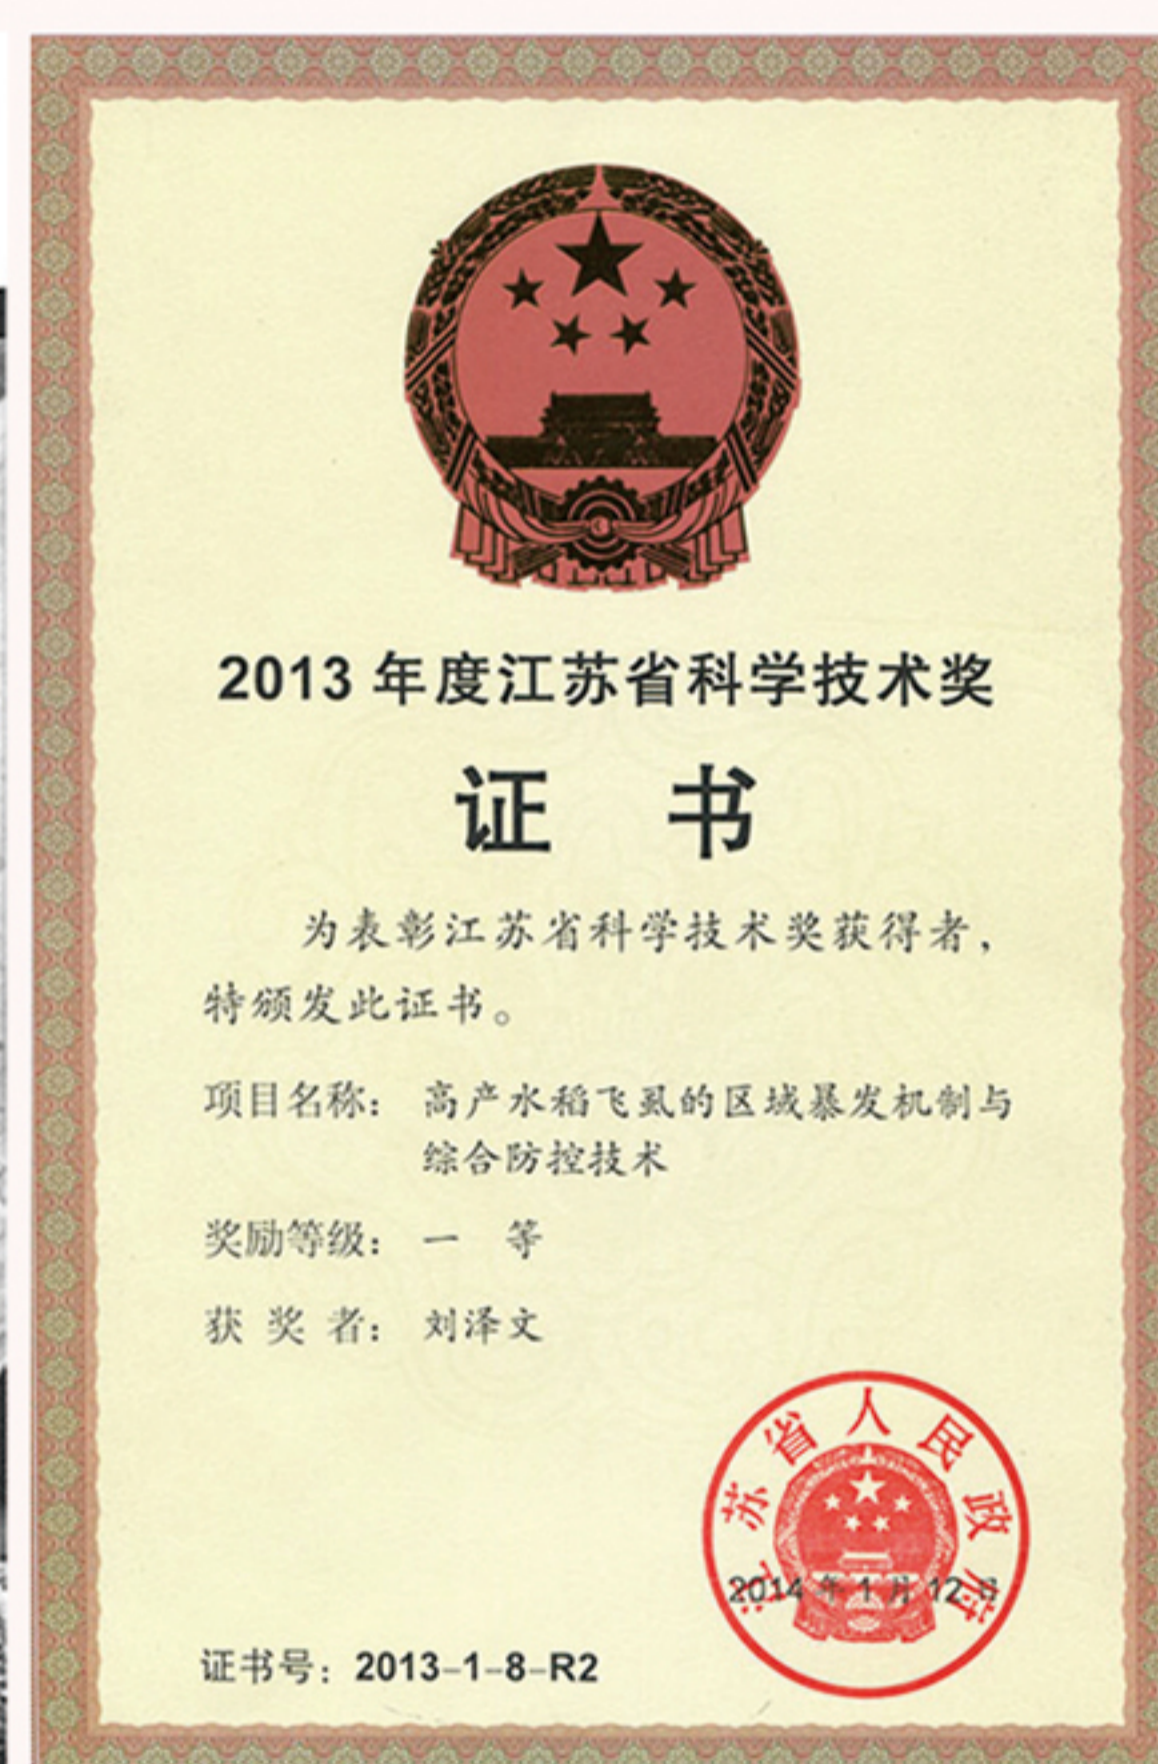 2013 年度江苏省科学技术奖
证 书
为表彰江苏省科学技术奖获得者，
特颁发此证书。
项目名称： 高产水稻飞虱的区域暴发机制与
综合防控技术
奖励等级： 一 等
获 奖 者： 刘泽文
江苏省人民政府
2014 年 1 月 12 日
证书号：2013-1-8-R2